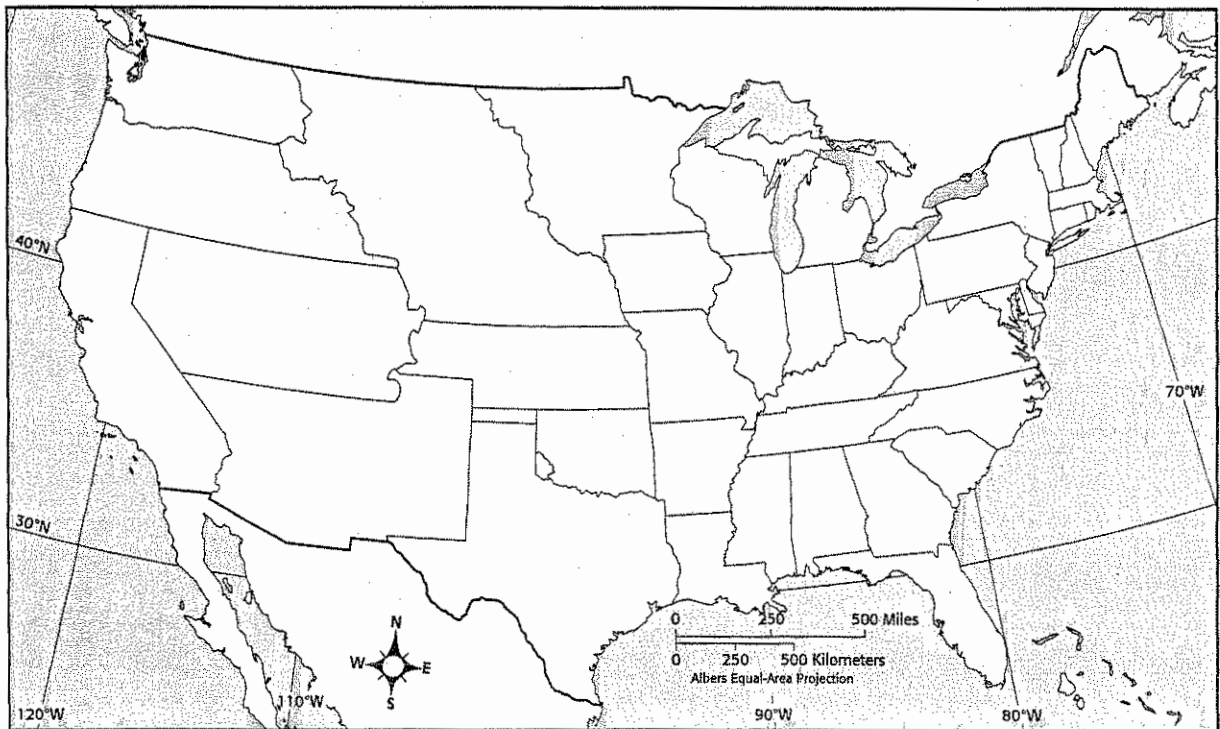 40°N
70°W
30°N
N
W E
S
0 250 500 Miles
0 250 500 Kilometers
Albers Equal-Area Projection
120°W
110°W
90°W
80°W